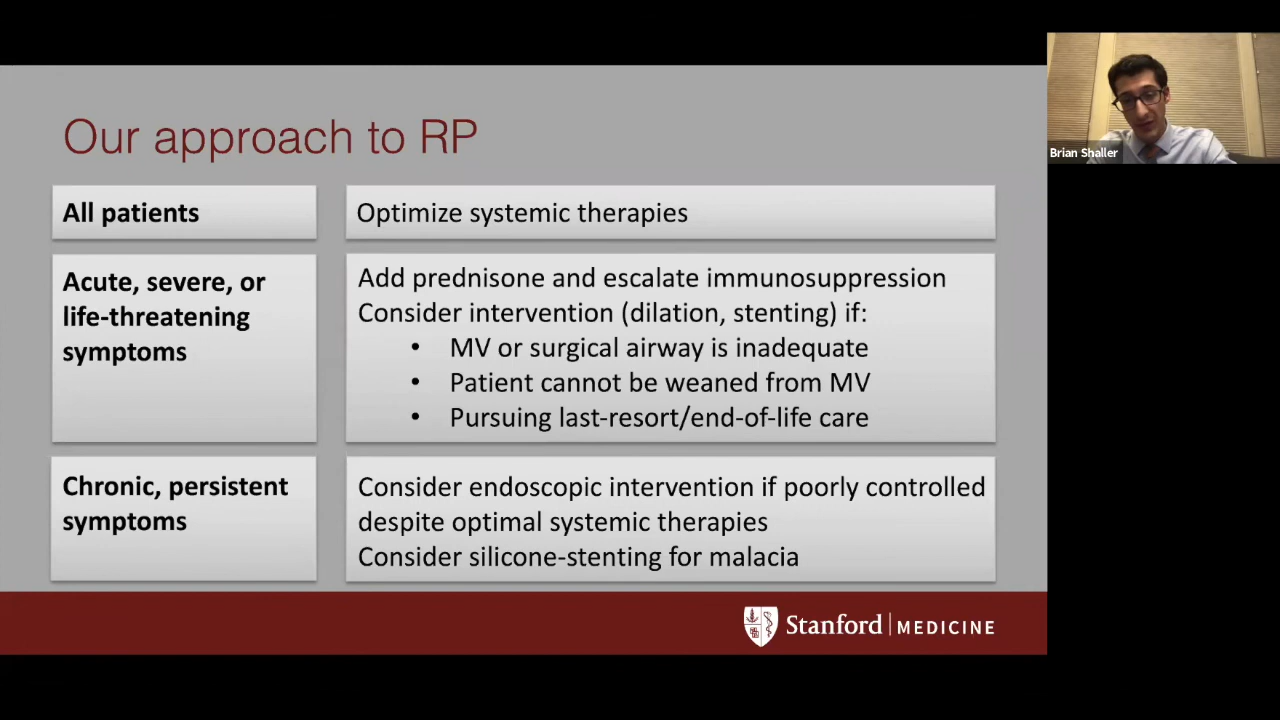 Our approach to RP
All patients
Optimize systemic therapies
Acute, severe, or
life-threatening
symptoms
Add prednisone and escalate immunosuppression
Consider intervention (dilation, stenting) if:
• MV or surgical airway is inadequate
• Patient cannot be weaned from MV
• Pursuing last-resort/end-of-life care
Chronic, persistent
symptoms
Consider endoscopic intervention if poorly controlled
despite optimal systemic therapies
Consider silicone-stenting for malacia
Stanford MEDICINE
Brian Shaller